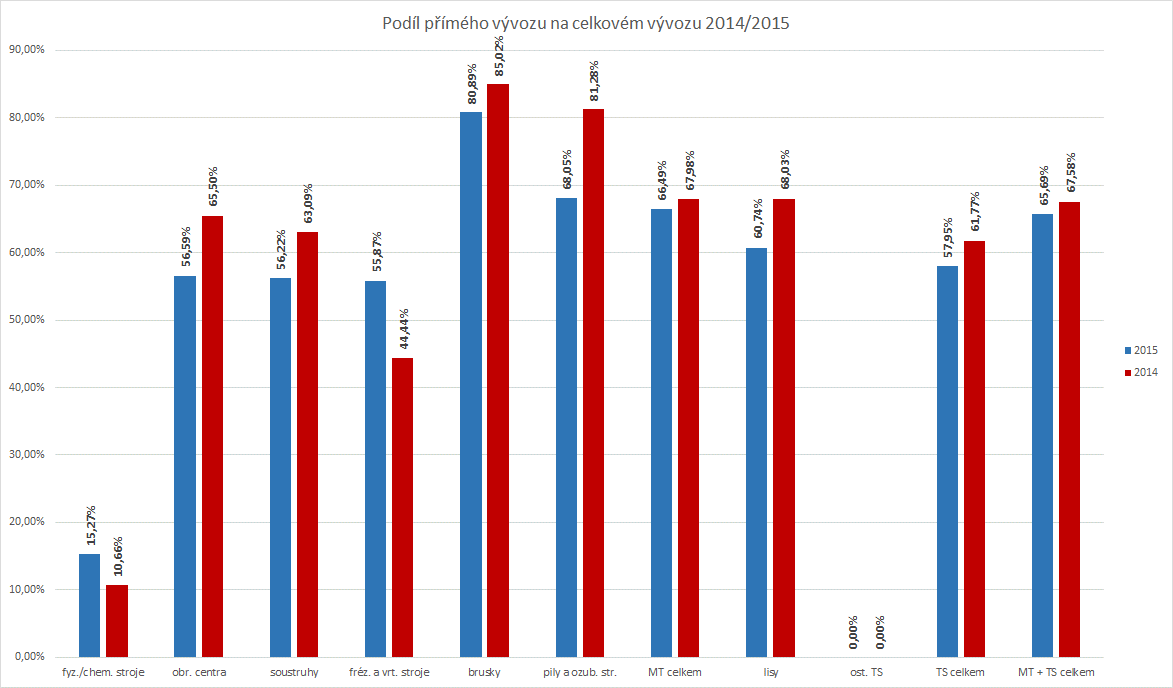 Podíl přímého vývozu na celkovém vývozu 2014/2015
90,00%
80,00%
70,00%
60,00%
50,00%
40,00%
30,00%
20,00%
10,00%
0,00%
15,27%
10,66%
56,59%
65,50%
56,22%
63,09%
55,87%
44,44%
80,89%
85,02%
68,05%
81,28%
66,49%
67,98%
60,74%
68,03%
0,00%
0,00%
57,95%
61,77%
65,69%
67,58%
fyz./chem. stroje
obr. centra
soustruhy
fréz. a vrt. stroje
brusky
pily a ozub. str.
MT celkem
lisy
ost. TS
TS celkem
MT + TS celkem
2015
2014